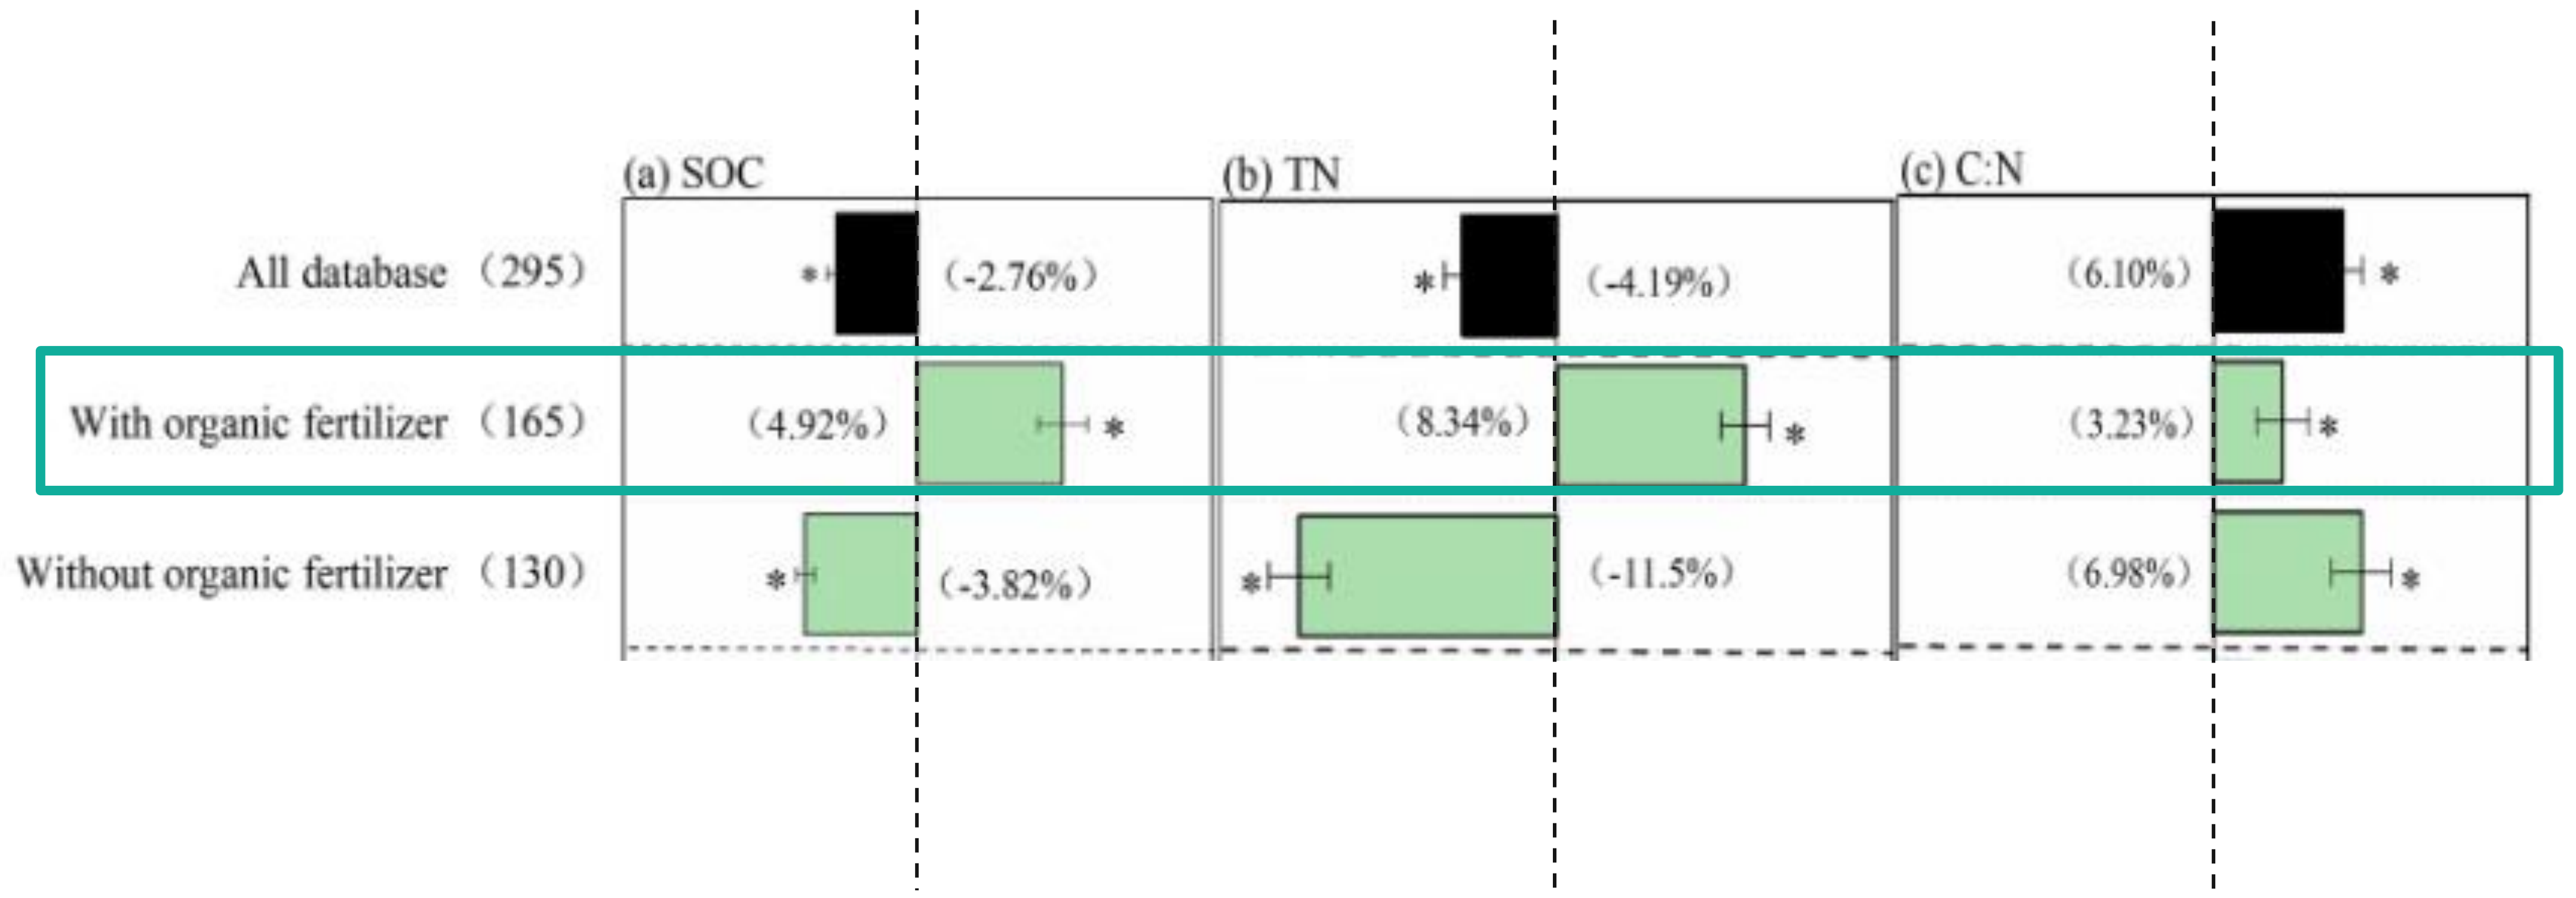 (a) SOC (b) TN (c) C:N
All database（295） * （-2.76%） * （-4.19%） （6.10%） *
With organic fertilizer（165） （4.92%） * （8.34%） * （3.23%） *
Without organic fertilizer（130） * （-3.82%） * （-11.5%） （6.98%） *